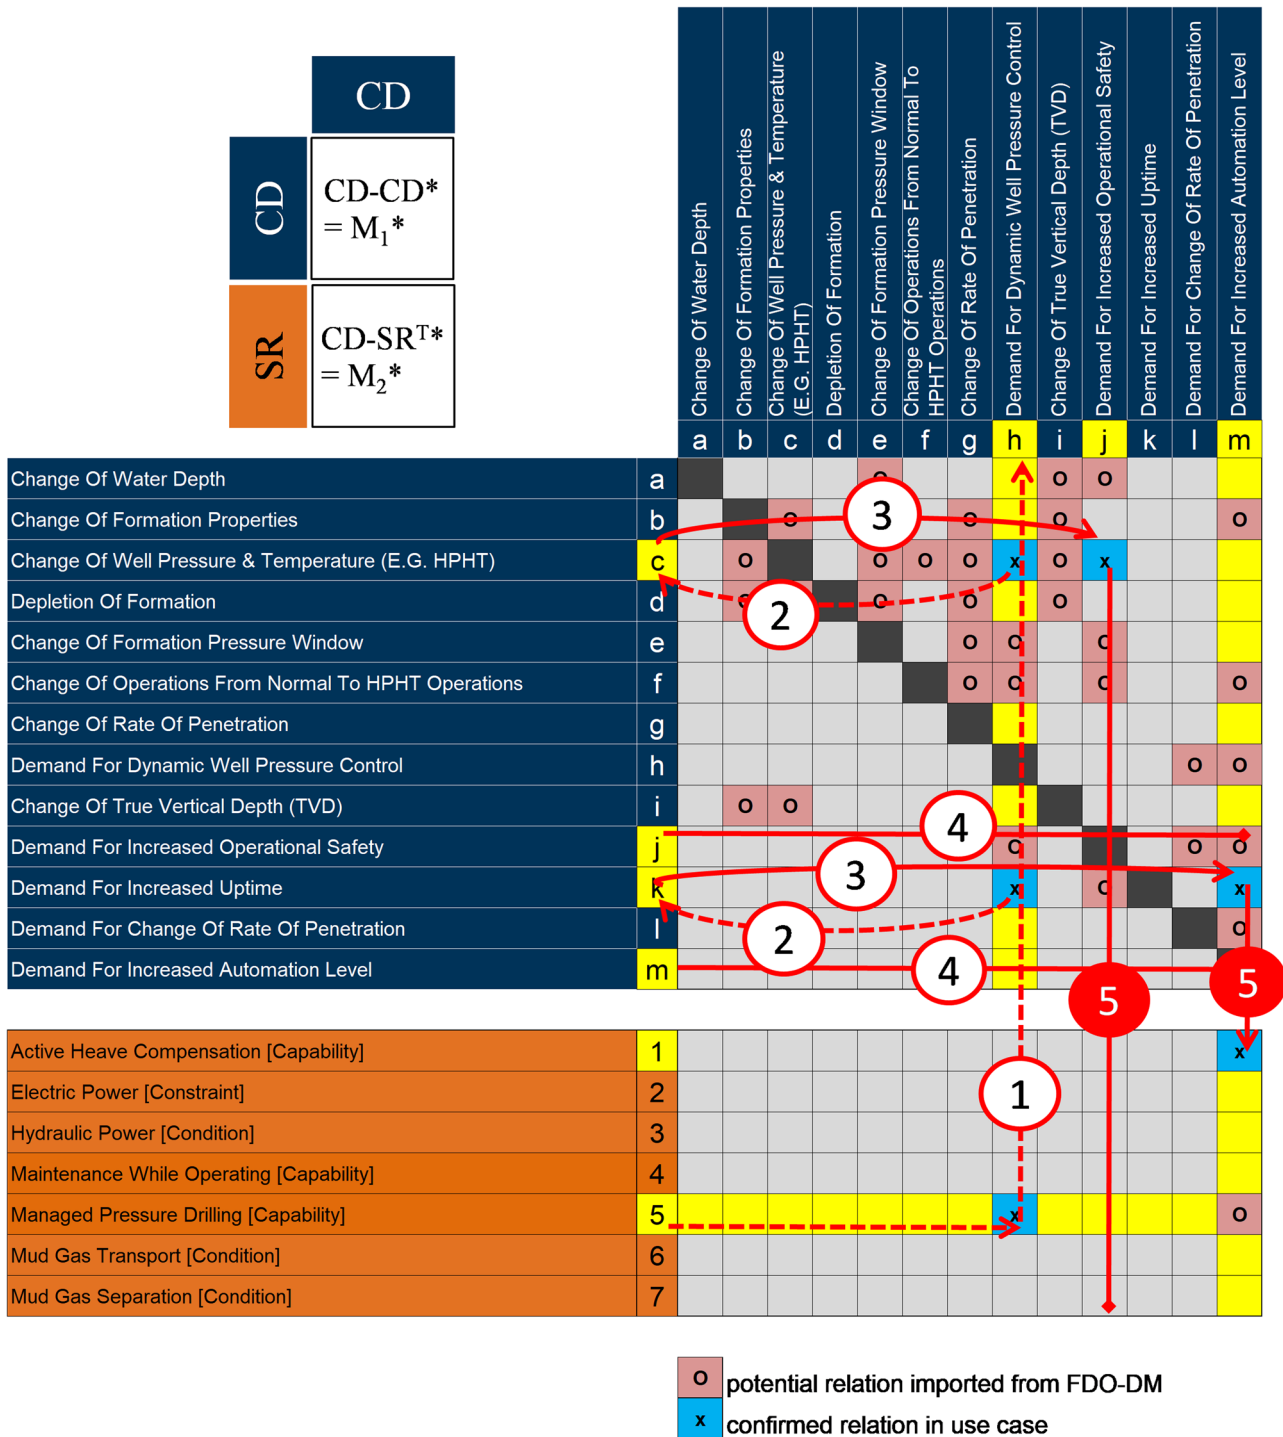 CD
CD
CD-CD*
= M1*
SR
CD-SRT*
= M2*
Change Of Water Depth
Change Of Formation Properties
Change Of Well Pressure & Temperature
(E.G. HPHT)
Depletion Of Formation
Change Of Formation Pressure Window
Change Of Operations From Normal To
HPHT Operations
Change Of Rate Of Penetration
Demand For Dynamic Well Pressure Control
Change Of True Vertical Depth (TVD)
Demand For Increased Operational Safety
Demand For Increased Uptime
Demand For Change Of Rate Of Penetration
Demand For Increased Automation Level
a b c d e f g h i j k l m
Change Of Water Depth a o o o
Change Of Formation Properties b o o o o
3
Change Of Well Pressure & Temperature (E.G. HPHT) c o o o o x o x
Depletion Of Formation d o o o o
2
Change Of Formation Pressure Window e o o o
Change Of Operations From Normal To HPHT Operations f o o o o
Change Of Rate Of Penetration g
Demand For Dynamic Well Pressure Control h o o
Change Of True Vertical Depth (TVD) i o o
4
Demand For Increased Operational Safety j o o o
3
Demand For Increased Uptime k x o x
Demand For Change Of Rate Of Penetration l o
2
Demand For Increased Automation Level m
4
5
5
Active Heave Compensation [Capability] 1 x
Electric Power [Constraint] 2
1
Hydraulic Power [Condition] 3
Maintenance While Operating [Capability] 4
Managed Pressure Drilling [Capability] 5 x o
Mud Gas Transport [Condition] 6
Mud Gas Separation [Condition] 7
o potential relation imported from FDO-DM
x confirmed relation in use case